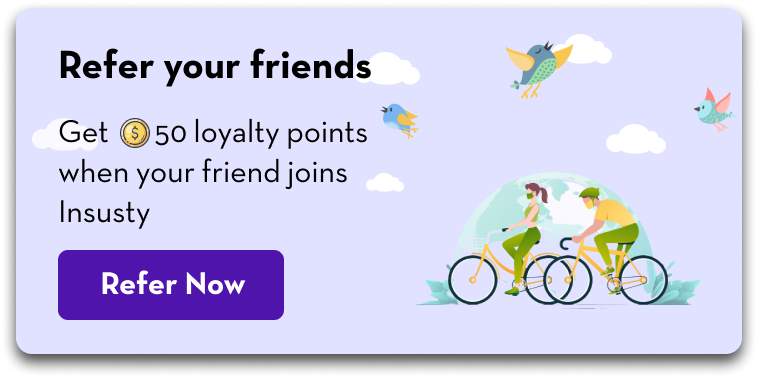 Refer your friends
Get $ 50 loyalty points
when your friend joins
Insusty
Refer Now